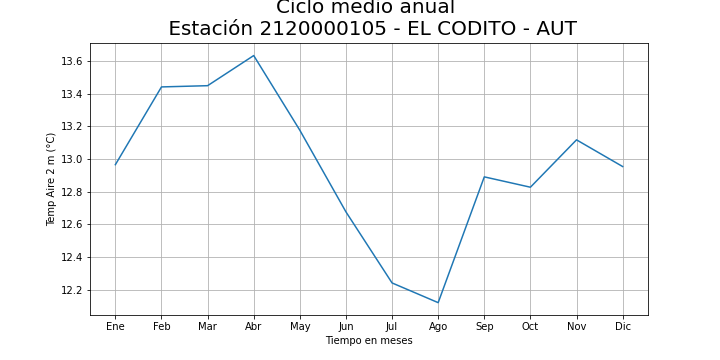 Ciclo medio anual
Estación 2120000105 - EL CODITO - AUT
13.6
13.4
13.2
13.0
12.8
12.6
12.4
12.2
Temp Aire 2 m (°C)
Ene Feb Mar Abr May Jun Jul Ago Sep Oct Nov Dic
Tiempo en meses